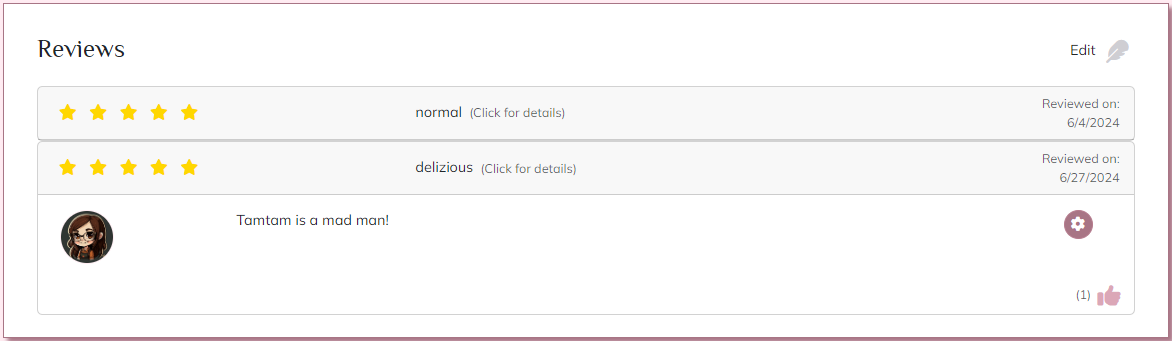 Reviews
Edit
normal (Click for details)
Reviewed on:
6/4/2024
delizious (Click for details)
Reviewed on:
6/27/2024
Tamtam is a mad man!
(1)